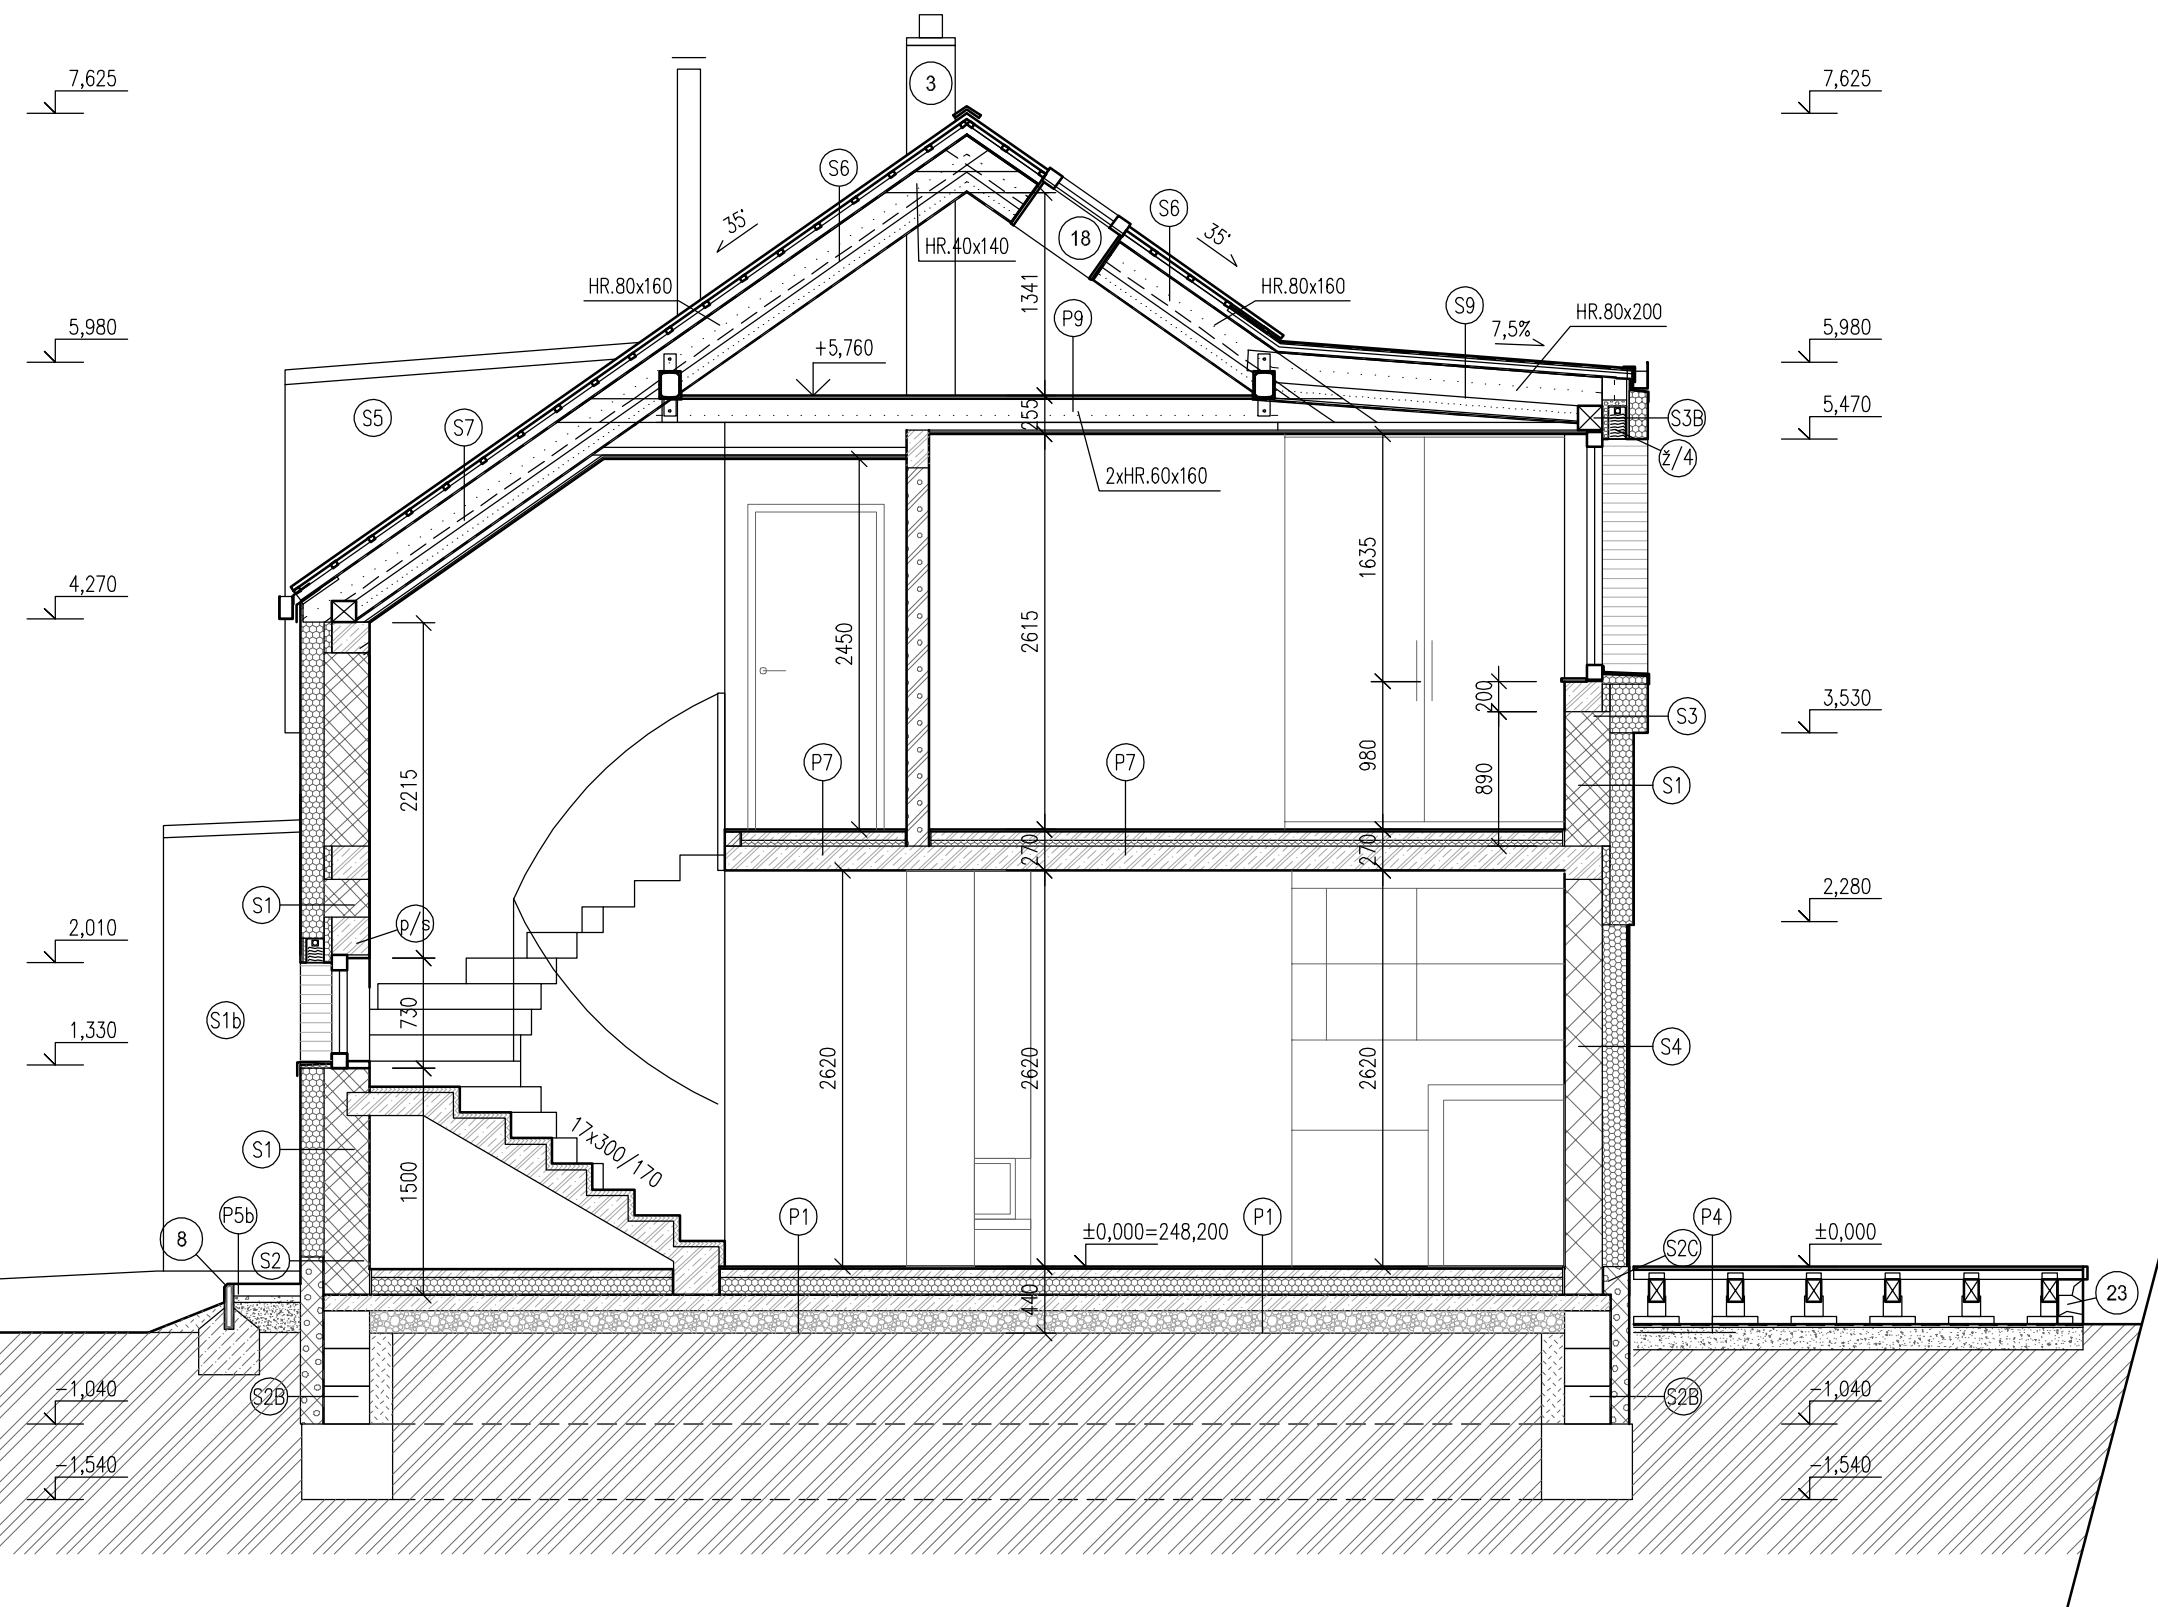 3
7,625
7,625
S6
35°
S6
18
35°
HR.40x140
HR.80x160
1341
HR.80x160
S9
HR.80x200
P9
7,5%
5,980
5,980
+5,760
S5
S7
255
S3B
5,470
ž/4
2xHR.60x160
1635
4,270
2450
2615
200
3,530
S3
P7
P7
980
890
S1
2215
270
270
2,280
S1
p/s
2,010
730
S1b
1,330
2620
2620
2620
S4
S1
17x300/170
1500
P5b
P1
P1
P4
8
±0,000=248,200
±0,000
S2
S2C
440
23
-1,040
S2B
S2B
-1,040
-1,540
-1,540